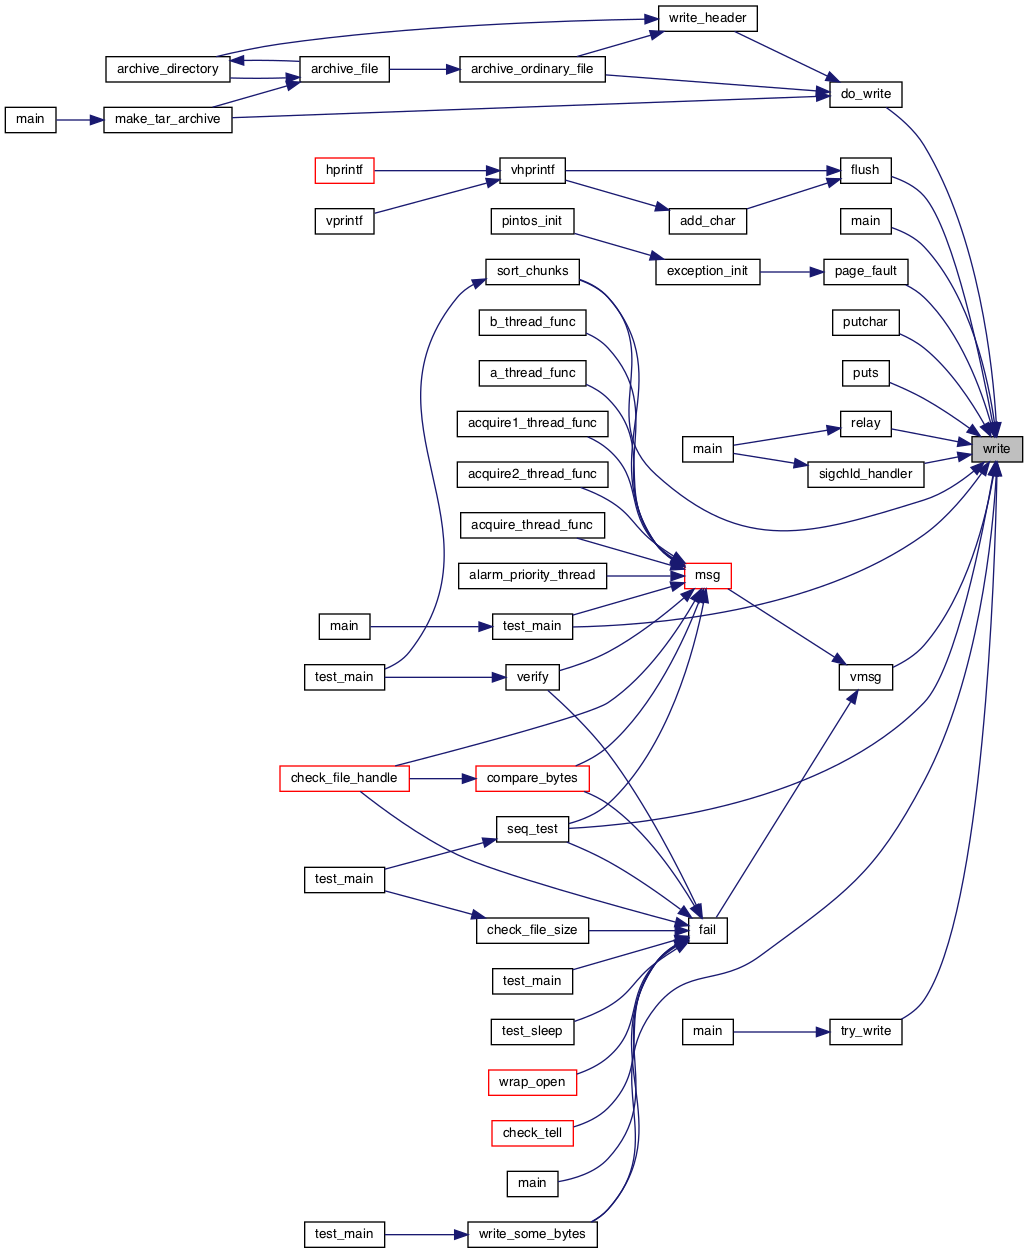 write_header
archive_directory
archive_file
archive_ordinary_file
do_write
main
make_tar_archive
hprintf
vhprintf
flush
vprintf
pintos_init
add_char
main
sort_chunks
exception_init
page_fault
b_thread_func
putchar
a_thread_func
puts
acquire1_thread_func
relay
main
write
acquire2_thread_func
sigchld_handler
acquire_thread_func
alarm_priority_thread
msg
main
test_main
test_main
verify
vmsg
check_file_handle
compare_bytes
seq_test
test_main
check_file_size
fail
test_main
test_sleep
main
try_write
wrap_open
check_tell
main
test_main
write_some_bytes